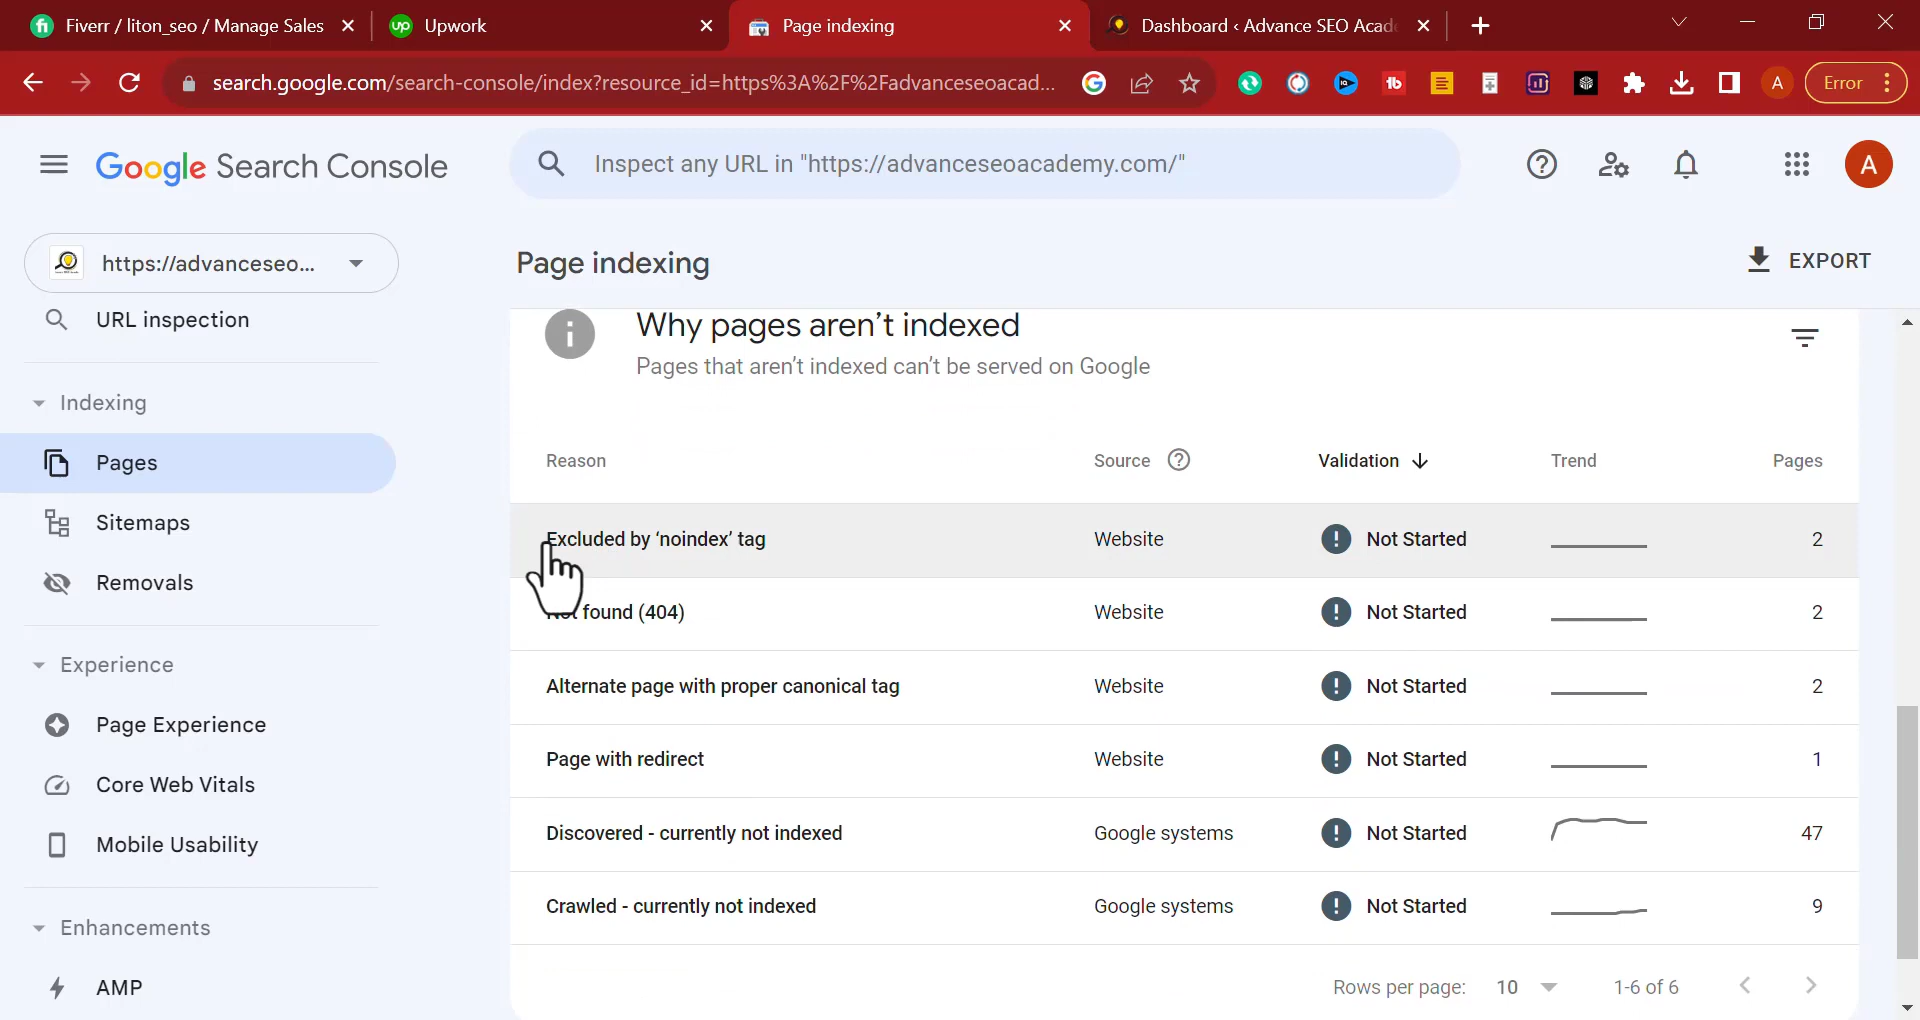 Fiverr / liton_seo / Manage Sales
Upwork
Page indexing
Dashboard ‹ Advance SEO Acad
search.google.com/search-console/index?resource_id=https%3A%2F%2Fadvanceseoacad...
Error
A
Google Search Console
Inspect any URL in "https://advanceseoacademy.com/"
A
https://advanceseo...
Page indexing
EXPORT
URL inspection
Indexing
Pages
Sitemaps
Removals
Experience
Page Experience
Core Web Vitals
Mobile Usability
Enhancements
AMP
Why pages aren’t indexed
Pages that aren’t indexed can’t be served on Google
Reason Source Validation Trend Pages
Excluded by ‘noindex’ tag Website Not Started 2
Not found (404) Website Not Started 2
Alternate page with proper canonical tag Website Not Started 2
Page with redirect Website Not Started 1
Discovered - currently not indexed Google systems Not Started 47
Crawled - currently not indexed Google systems Not Started 9
Rows per page: 10 1-6 of 6